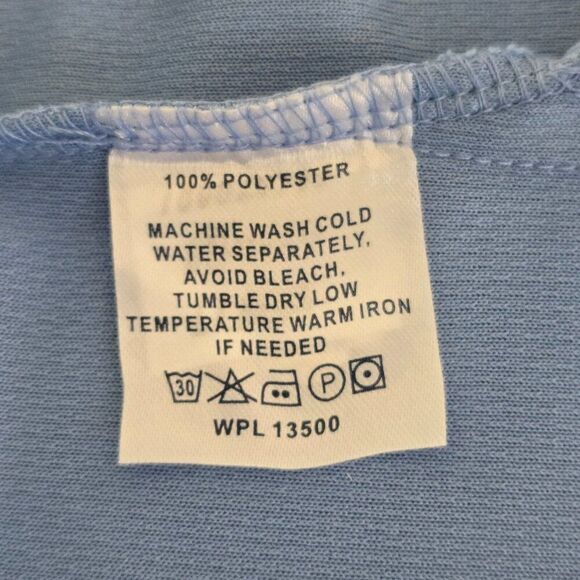 100% POLYESTER
MACHINE WASH COLD
WATER SEPARATELY.
AVOID BLEACH.
TUMBLE DRY LOW
TEMPERATURE WARM IRON
IF NEEDED
30 P
WPL 13500